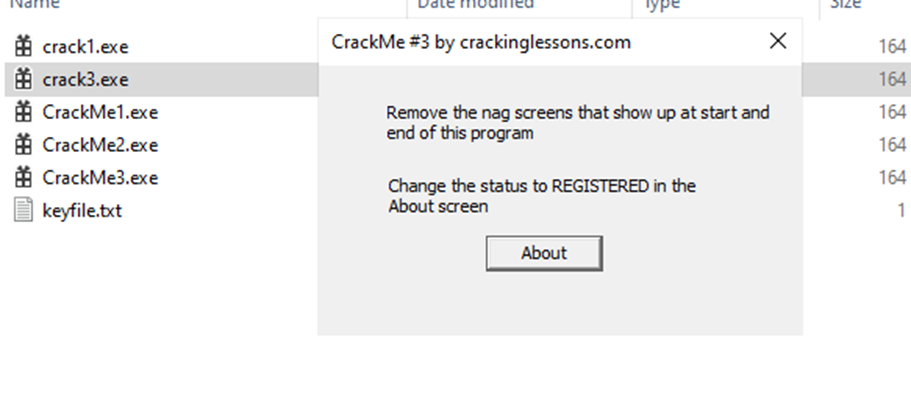 Name Date modified Type Size
CrackMe #3 by crackinglessons.com
crack1.exe 164
crack3.exe 164
CrackMe1.exe 164
CrackMe2.exe 164
CrackMe3.exe 164
keyfile.txt 1
Remove the nag screens that show up at start and
end of this program
Change the status to REGISTERED in the
About screen
About